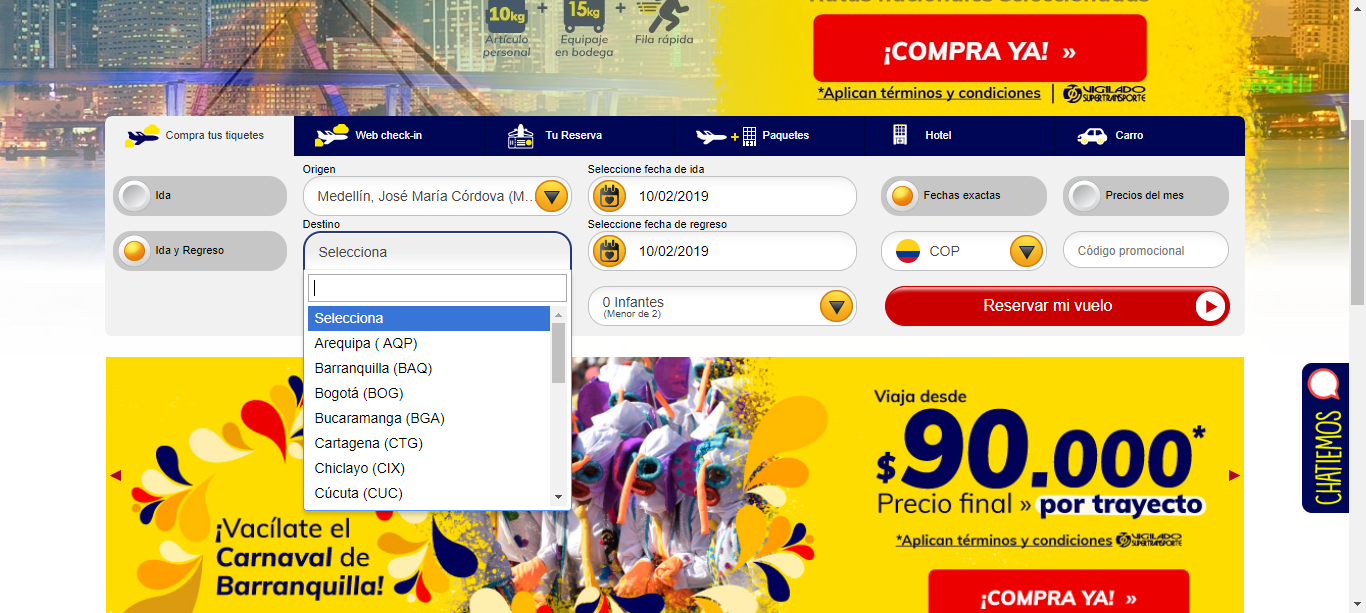 10kg + 15kg +
Artículo
personal
Equipaje
en bodega
Fila rápida
¡COMPRA YA! »
*Aplican términos y condiciones | VIGILADO
SUPERTRANSPORTE
Compra tus tiquetes
Web check-in
Tu Reserva
Paquetes
Hotel
Carro
Ida
Ida y Regreso
Origen
Medellín, José María Córdova (M...
Destino
Selecciona
Selecciona
Arequipa ( AQP)
Barranquilla (BAQ)
Bogotá (BOG)
Bucaramanga (BGA)
Cartagena (CTG)
Chiclayo (CIX)
Cúcuta (CUC)
Seleccione fecha de ida
10/02/2019
Seleccione fecha de regreso
10/02/2019
0 Infantes
(Menor de 2)
Fechas exactas
Precios del mes
COP
Código promocional
Reservar mi vuelo
¡Vacílate el
Carnaval de
Barranquilla!
Viaja desde
$90.000*
Precio final » por trayecto
*Aplican términos y condiciones VIGILADO
SUPERTRANSPORTE
¡COMPRA YA! »
CHATIEMOS